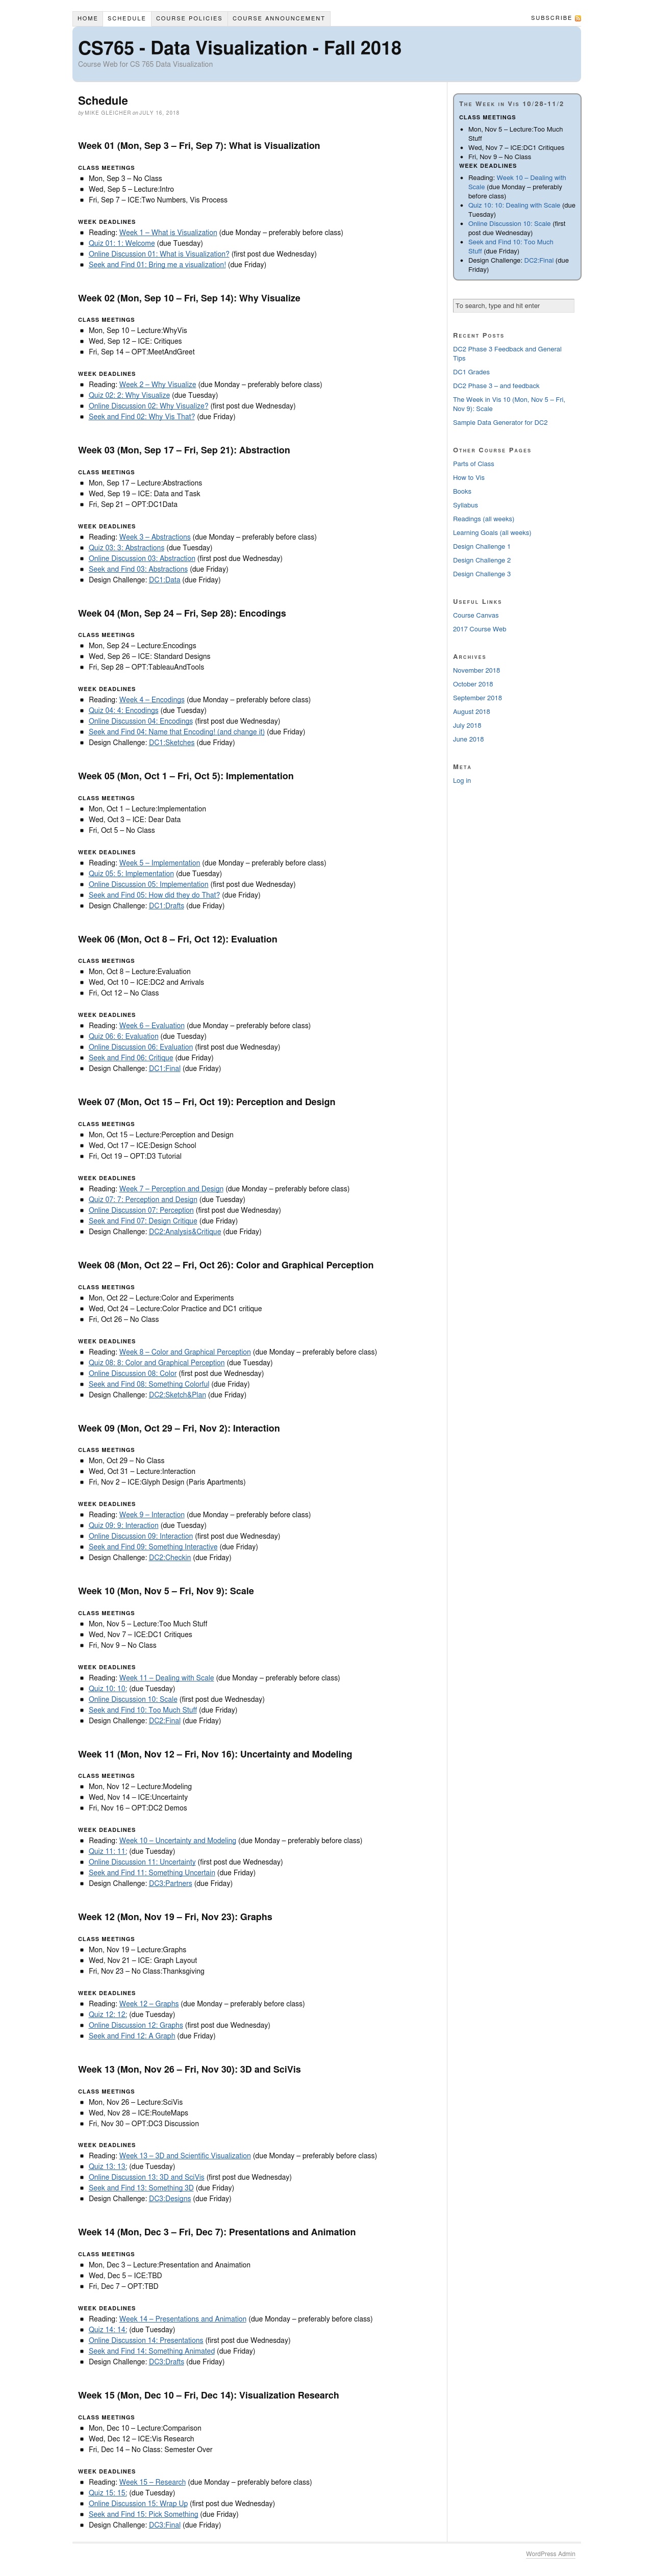 HOME SCHEDULE COURSE POLICIES COURSE ANNOUNCEMENT SUBSCRIBE
CS765 - Data Visualization - Fall 2018
Course Web for CS 765 Data Visualization
Schedule
by MIKE GLEICHER on JULY 16, 2018
Week 01 (Mon, Sep 3 – Fri, Sep 7): What is Visualization
CLASS MEETINGS
Mon, Sep 3 – No Class
Wed, Sep 5 – Lecture:Intro
Fri, Sep 7 – ICE:Two Numbers, Vis Process
WEEK DEADLINES
Reading: Week 1 – What is Visualization (due Monday – preferably before class)
Quiz 01: 1: Welcome (due Tuesday)
Online Discussion 01: What is Visualization? (first post due Wednesday)
Seek and Find 01: Bring me a visualization! (due Friday)
Week 02 (Mon, Sep 10 – Fri, Sep 14): Why Visualize
CLASS MEETINGS
Mon, Sep 10 – Lecture:WhyVis
Wed, Sep 12 – ICE: Critiques
Fri, Sep 14 – OPT:MeetAndGreet
WEEK DEADLINES
Reading: Week 2 – Why Visualize (due Monday – preferably before class)
Quiz 02: 2: Why Visualize (due Tuesday)
Online Discussion 02: Why Visualize? (first post due Wednesday)
Seek and Find 02: Why Vis That? (due Friday)
Week 03 (Mon, Sep 17 – Fri, Sep 21): Abstraction
CLASS MEETINGS
Mon, Sep 17 – Lecture:Abstractions
Wed, Sep 19 – ICE: Data and Task
Fri, Sep 21 – OPT:DC1Data
WEEK DEADLINES
Reading: Week 3 – Abstractions (due Monday – preferably before class)
Quiz 03: 3: Abstractions (due Tuesday)
Online Discussion 03: Abstraction (first post due Wednesday)
Seek and Find 03: Abstractions (due Friday)
Design Challenge: DC1:Data (due Friday)
Week 04 (Mon, Sep 24 – Fri, Sep 28): Encodings
CLASS MEETINGS
Mon, Sep 24 – Lecture:Encodings
Wed, Sep 26 – ICE: Standard Designs
Fri, Sep 28 – OPT:TableauAndTools
WEEK DEADLINES
Reading: Week 4 – Encodings (due Monday – preferably before class)
Quiz 04: 4: Encodings (due Tuesday)
Online Discussion 04: Encodings (first post due Wednesday)
Seek and Find 04: Name that Encoding! (and change it) (due Friday)
Design Challenge: DC1:Sketches (due Friday)
Week 05 (Mon, Oct 1 – Fri, Oct 5): Implementation
CLASS MEETINGS
Mon, Oct 1 – Lecture:Implementation
Wed, Oct 3 – ICE: Dear Data
Fri, Oct 5 – No Class
WEEK DEADLINES
Reading: Week 5 – Implementation (due Monday – preferably before class)
Quiz 05: 5: Implementation (due Tuesday)
Online Discussion 05: Implementation (first post due Wednesday)
Seek and Find 05: How did they do That? (due Friday)
Design Challenge: DC1:Drafts (due Friday)
Week 06 (Mon, Oct 8 – Fri, Oct 12): Evaluation
CLASS MEETINGS
Mon, Oct 8 – Lecture:Evaluation
Wed, Oct 10 – ICE:DC2 and Arrivals
Fri, Oct 12 – No Class
WEEK DEADLINES
Reading: Week 6 – Evaluation (due Monday – preferably before class)
Quiz 06: 6: Evaluation (due Tuesday)
Online Discussion 06: Evaluation (first post due Wednesday)
Seek and Find 06: Critique (due Friday)
Design Challenge: DC1:Final (due Friday)
Week 07 (Mon, Oct 15 – Fri, Oct 19): Perception and Design
CLASS MEETINGS
Mon, Oct 15 – Lecture:Perception and Design
Wed, Oct 17 – ICE:Design School
Fri, Oct 19 – OPT:D3 Tutorial
WEEK DEADLINES
Reading: Week 7 – Perception and Design (due Monday – preferably before class)
Quiz 07: 7: Perception and Design (due Tuesday)
Online Discussion 07: Perception (first post due Wednesday)
Seek and Find 07: Design Critique (due Friday)
Design Challenge: DC2:Analysis&Critique (due Friday)
Week 08 (Mon, Oct 22 – Fri, Oct 26): Color and Graphical Perception
CLASS MEETINGS
Mon, Oct 22 – Lecture:Color and Experiments
Wed, Oct 24 – Lecture:Color Practice and DC1 critique
Fri, Oct 26 – No Class
WEEK DEADLINES
Reading: Week 8 – Color and Graphical Perception (due Monday – preferably before class)
Quiz 08: 8: Color and Graphical Perception (due Tuesday)
Online Discussion 08: Color (first post due Wednesday)
Seek and Find 08: Something Colorful (due Friday)
Design Challenge: DC2:Sketch&Plan (due Friday)
Week 09 (Mon, Oct 29 – Fri, Nov 2): Interaction
CLASS MEETINGS
Mon, Oct 29 – No Class
Wed, Oct 31 – Lecture:Interaction
Fri, Nov 2 – ICE:Glyph Design (Paris Apartments)
WEEK DEADLINES
Reading: Week 9 – Interaction (due Monday – preferably before class)
Quiz 09: 9: Interaction (due Tuesday)
Online Discussion 09: Interaction (first post due Wednesday)
Seek and Find 09: Something Interactive (due Friday)
Design Challenge: DC2:Checkin (due Friday)
Week 10 (Mon, Nov 5 – Fri, Nov 9): Scale
CLASS MEETINGS
Mon, Nov 5 – Lecture:Too Much Stuff
Wed, Nov 7 – ICE:DC1 Critiques
Fri, Nov 9 – No Class
WEEK DEADLINES
Reading: Week 11 – Dealing with Scale (due Monday – preferably before class)
Quiz 10: 10: (due Tuesday)
Online Discussion 10: Scale (first post due Wednesday)
Seek and Find 10: Too Much Stuff (due Friday)
Design Challenge: DC2:Final (due Friday)
Week 11 (Mon, Nov 12 – Fri, Nov 16): Uncertainty and Modeling
CLASS MEETINGS
Mon, Nov 12 – Lecture:Modeling
Wed, Nov 14 – ICE:Uncertainty
Fri, Nov 16 – OPT:DC2 Demos
WEEK DEADLINES
Reading: Week 10 – Uncertainty and Modeling (due Monday – preferably before class)
Quiz 11: 11: (due Tuesday)
Online Discussion 11: Uncertainty (first post due Wednesday)
Seek and Find 11: Something Uncertain (due Friday)
Design Challenge: DC3:Partners (due Friday)
Week 12 (Mon, Nov 19 – Fri, Nov 23): Graphs
CLASS MEETINGS
Mon, Nov 19 – Lecture:Graphs
Wed, Nov 21 – ICE: Graph Layout
Fri, Nov 23 – No Class:Thanksgiving
WEEK DEADLINES
Reading: Week 12 – Graphs (due Monday – preferably before class)
Quiz 12: 12: (due Tuesday)
Online Discussion 12: Graphs (first post due Wednesday)
Seek and Find 12: A Graph (due Friday)
Week 13 (Mon, Nov 26 – Fri, Nov 30): 3D and SciVis
CLASS MEETINGS
Mon, Nov 26 – Lecture:SciVis
Wed, Nov 28 – ICE:RouteMaps
Fri, Nov 30 – OPT:DC3 Discussion
WEEK DEADLINES
Reading: Week 13 – 3D and Scientific Visualization (due Monday – preferably before class)
Quiz 13: 13: (due Tuesday)
Online Discussion 13: 3D and SciVis (first post due Wednesday)
Seek and Find 13: Something 3D (due Friday)
Design Challenge: DC3:Designs (due Friday)
Week 14 (Mon, Dec 3 – Fri, Dec 7): Presentations and Animation
CLASS MEETINGS
Mon, Dec 3 – Lecture:Presentation and Anaimation
Wed, Dec 5 – ICE:TBD
Fri, Dec 7 – OPT:TBD
WEEK DEADLINES
Reading: Week 14 – Presentations and Animation (due Monday – preferably before class)
Quiz 14: 14: (due Tuesday)
Online Discussion 14: Presentations (first post due Wednesday)
Seek and Find 14: Something Animated (due Friday)
Design Challenge: DC3:Drafts (due Friday)
Week 15 (Mon, Dec 10 – Fri, Dec 14): Visualization Research
CLASS MEETINGS
Mon, Dec 10 – Lecture:Comparison
Wed, Dec 12 – ICE:Vis Research
Fri, Dec 14 – No Class: Semester Over
WEEK DEADLINES
Reading: Week 15 – Research (due Monday – preferably before class)
Quiz 15: 15: (due Tuesday)
Online Discussion 15: Wrap Up (first post due Wednesday)
Seek and Find 15: Pick Something (due Friday)
Design Challenge: DC3:Final (due Friday)
The Week in Vis 10/28-11/2
CLASS MEETINGS
Mon, Nov 5 – Lecture:Too Much
Stuff
Wed, Nov 7 – ICE:DC1 Critiques
Fri, Nov 9 – No Class
WEEK DEADLINES
Reading: Week 10 – Dealing with
Scale (due Monday – preferably
before class)
Quiz 10: 10: Dealing with Scale (due
Tuesday)
Online Discussion 10: Scale (first
post due Wednesday)
Seek and Find 10: Too Much
Stuff (due Friday)
Design Challenge: DC2:Final (due
Friday)
To search, type and hit enter
Recent Posts
DC2 Phase 3 Feedback and General
Tips
DC1 Grades
DC2 Phase 3 – and feedback
The Week in Vis 10 (Mon, Nov 5 – Fri,
Nov 9): Scale
Sample Data Generator for DC2
Other Course Pages
Parts of Class
How to Vis
Books
Syllabus
Readings (all weeks)
Learning Goals (all weeks)
Design Challenge 1
Design Challenge 2
Design Challenge 3
Useful Links
Course Canvas
2017 Course Web
Archives
November 2018
October 2018
September 2018
August 2018
July 2018
June 2018
Meta
Log in
WordPress Admin